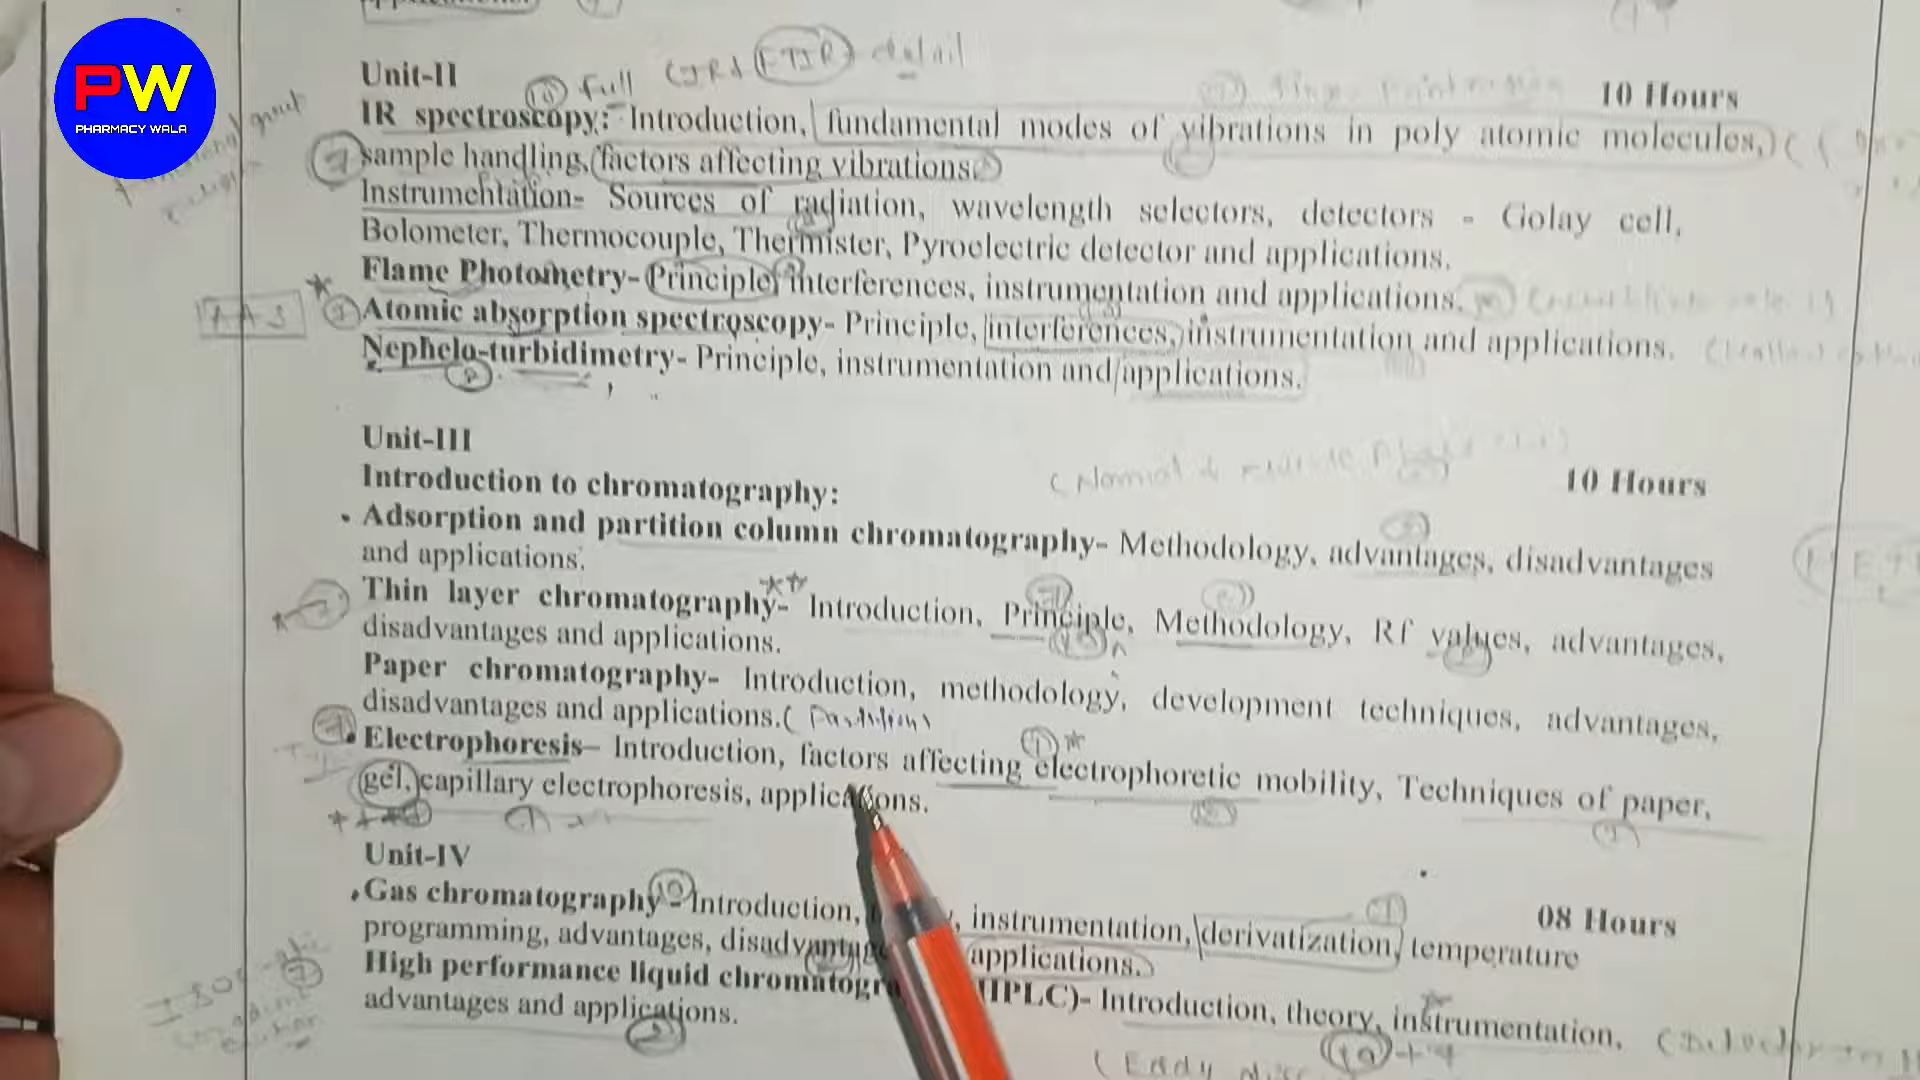 PW
PHARMACY WALA
Full (IR & FTIR) detail
Unit-II
10 Hours
IR spectroscopy: Introduction, fundamental modes of vibrations in poly atomic molecules,
sample handling, factors affecting vibrations.
Instrumentation- Sources of radiation, wavelength selectors, detectors - Golay cell,
Bolometer, Thermocouple, Thermister, Pyroelectric detector and applications.
Flame Photometry- Principle, interferences, instrumentation and applications.
AAS
Atomic absorption spectroscopy- Principle, interferences, instrumentation and applications.
Nephelo-turbidimetry- Principle, instrumentation and applications.
Unit-III
10 Hours
Introduction to chromatography:
(Normal &
Adsorption and partition column chromatography- Methodology, advantages, disadvantages
and applications.
Thin layer chromatography- Introduction, Principle, Methodology, Rf values, advantages,
disadvantages and applications.
Paper chromatography- Introduction, methodology, development techniques, advantages,
disadvantages and applications.
Electrophoresis– Introduction, factors affecting electrophoretic mobility, Techniques of paper,
gel, capillary electrophoresis, applications.
Unit-IV
08 Hours
Gas chromatography - Introduction, instrumentation, derivatization, temperature
programming, advantages, applications.
High performance liquid (HPLC)- Introduction, theory, instrumentation,
advantages and applications.
(Eddy